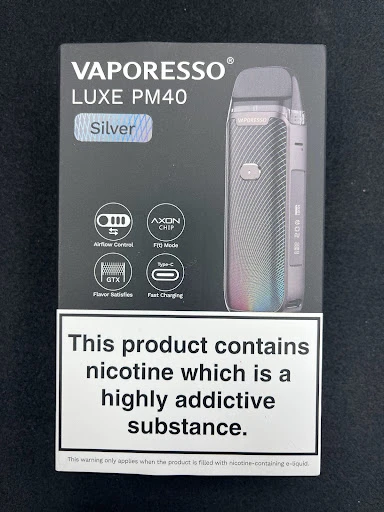 VAPORESSO®
LUXE PM40
Silver
VAPORESSO
AXON
CHIP
Airflow Control
F(t) Mode
GTX
Type-C
Flavor Satisfies
Fast Charging
This product contains
nicotine which is a
highly addictive
substance.
This warning only applies when the product is filled with nicotine-containing e-liquid.